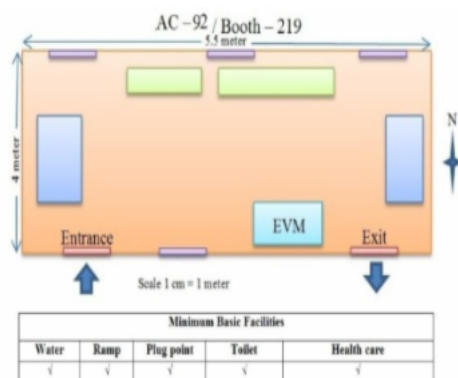 AC – 92 / Booth – 219
5.5 meter
4 meter
N
EVM
Entrance
Exit
Scale 1 cm = 1 meter
Minimum Basic Facilities
Water Ramp Plug point Toilet Health care
√ √ √ √ √